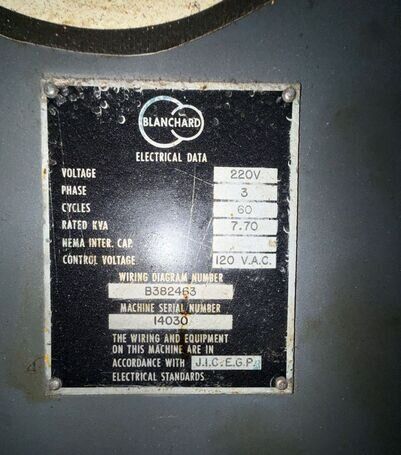 BLANCHARD
ELECTRICAL DATA
VOLTAGE 220V
PHASE 3
CYCLES 60
RATED KVA 7.70
NEMA INTER. CAP.
CONTROL VOLTAGE 120 V.A.C.
WIRING DIAGRAM NUMBER
B382463
MACHINE SERIAL NUMBER
14030
THE WIRING AND EQUIPMENT
ON THIS MACHINE ARE IN
ACCORDANCE WITH J.I.C.E.G.P.
ELECTRICAL STANDARDS.